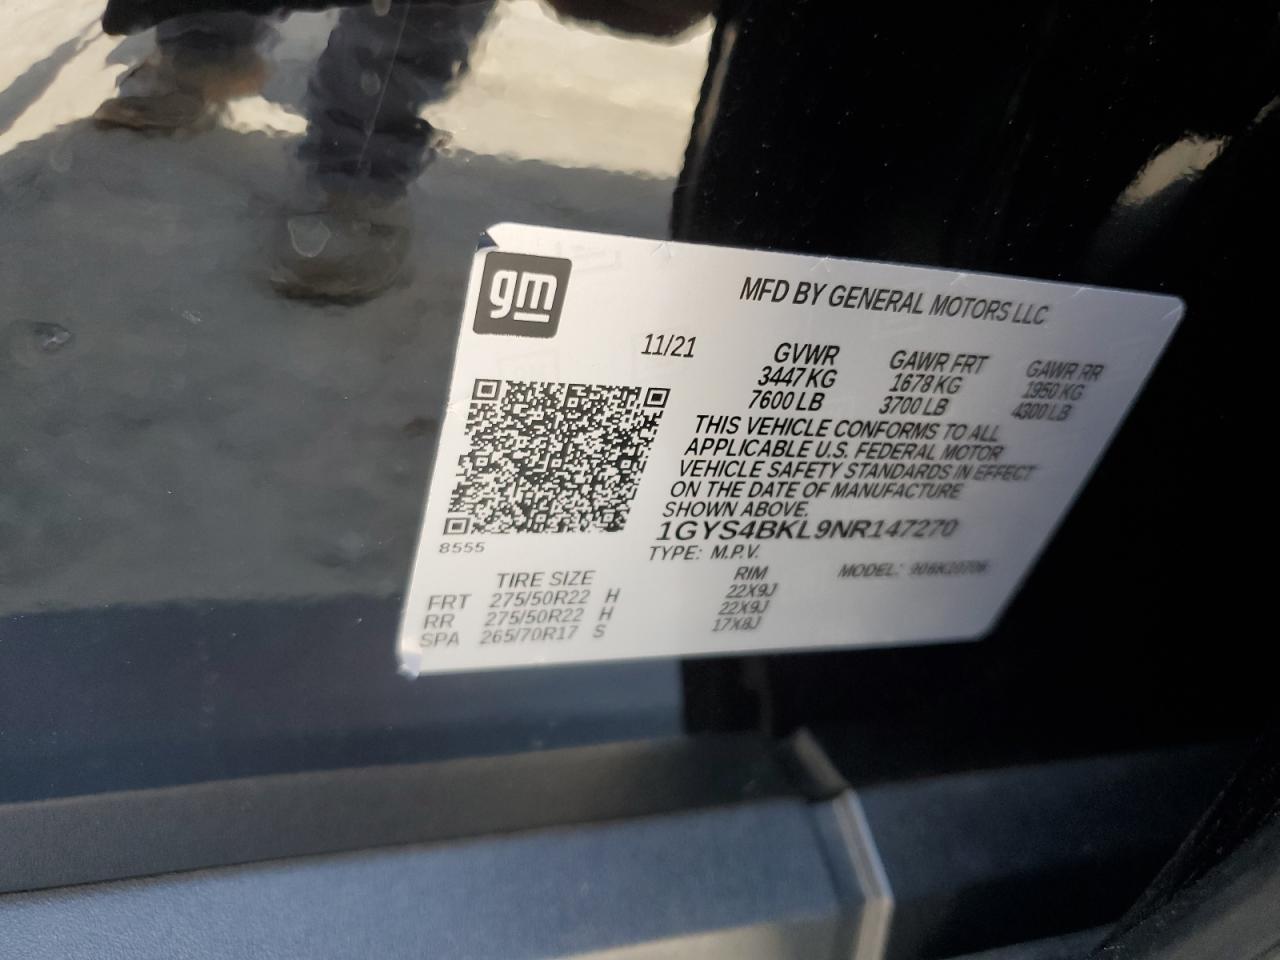 gm
MFD BY GENERAL MOTORS LLC
11/21 GVWR GAWR FRT GAWR RR
3447 KG 1678 KG 1950 KG
7600 LB 3700 LB 4300 LB
THIS VEHICLE CONFORMS TO ALL
APPLICABLE U.S. FEDERAL MOTOR
VEHICLE SAFETY STANDARDS IN EFFECT
ON THE DATE OF MANUFACTURE
SHOWN ABOVE.
1GYS4BKL9NR147270
8555
TYPE: M.P.V. MODEL:
TIRE SIZE RIM
FRT 275/50R22 H 22X9J
RR 275/50R22 H 22X9J
SPA 265/70R17 S 17X8J